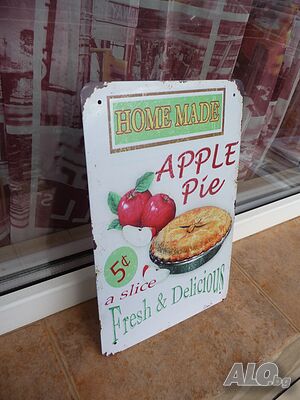 HOME MADE
APPLE
Pie
5¢
a slice
Fresh & Delicious
ALO.bg